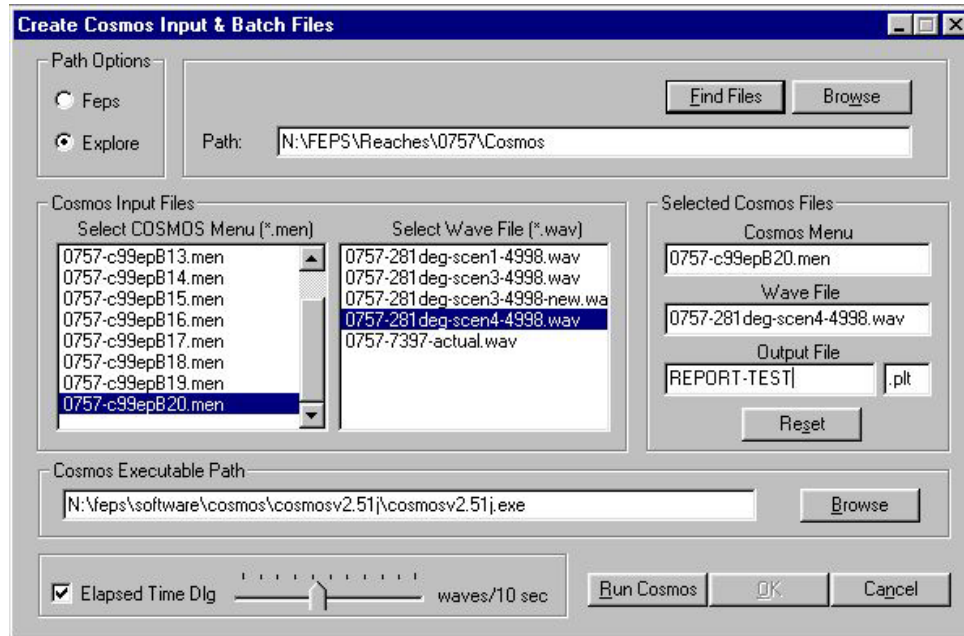 Create Cosmos Input & Batch Files
Path Options
Feps
Explore
Find Files
Browse
Path:
N:\FEPS\Reaches\0757\Cosmos
Cosmos Input Files
Select COSMOS Menu (*.men)
0757-c99epB13.men
0757-c99epB14.men
0757-c99epB15.men
0757-c99epB16.men
0757-c99epB17.men
0757-c99epB18.men
0757-c99epB19.men
0757-c99epB20.men
Select Wave File (*.wav)
0757-281deg-scen1-4998.wav
0757-281deg-scen3-4998.wav
0757-281deg-scen3-4998-new.wa
0757-281deg-scen4-4998.wav
0757-7397-actual.wav
Selected Cosmos Files
Cosmos Menu
0757-c99epB20.men
Wave File
0757-281deg-scen4-4998.wav
Output File
REPORT-TEST
.plt
Reset
Cosmos Executable Path
N:\feps\software\cosmos\cosmosv2.51j\cosmosv2.51j.exe
Browse
Elapsed Time Dlg
waves/10 sec
Run Cosmos
OK
Cancel